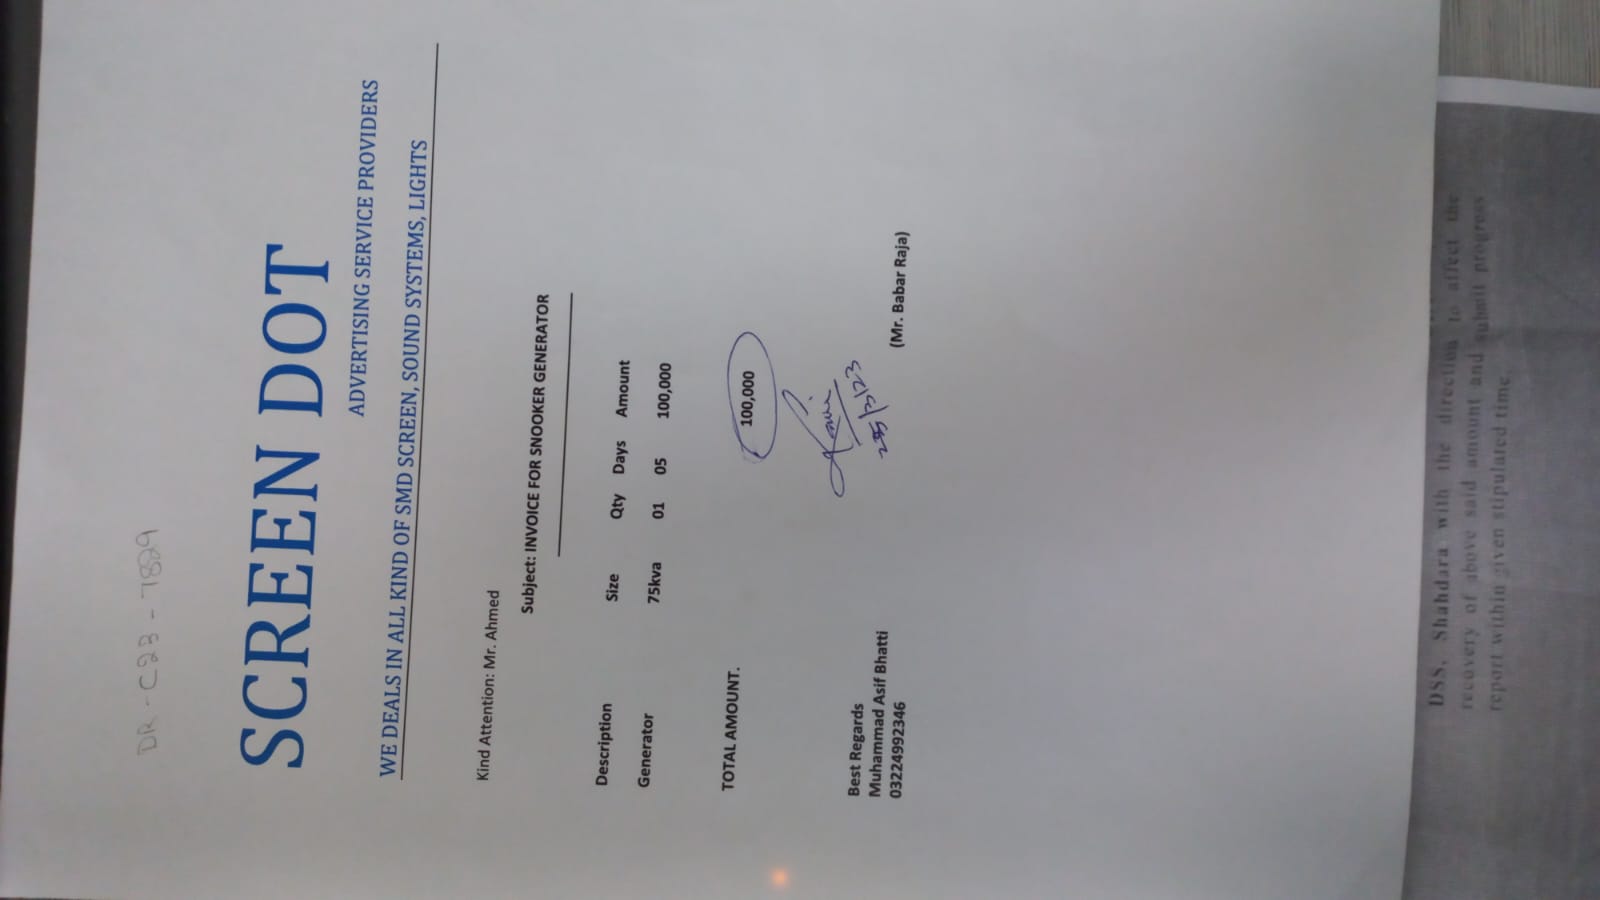 DR - C23 - 7829
SCREEN DOT
ADVERTISING SERVICE PROVIDERS
WE DEALS IN ALL KIND OF SMD SCREEN, SOUND SYSTEMS, LIGHTS
Kind Attention: Mr. Ahmed
Subject: INVOICE FOR SNOOKER GENERATOR
Description Size Qty Days Amount
Generator 75kva 01 05 100,000
TOTAL AMOUNT. 100,000
25/3/23
Best Regards
Muhammad Asif Bhatti
03224992346 (Mr. Babar Raja)
DSS, Shahdara with the direction to affect the
recovery of above said amount and submit progress
report within given stipulated time.